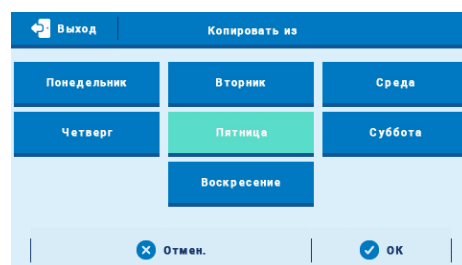 Выход Копировать из
Понедельник Вторник Среда
Четверг Пятница Суббота
Воскресение
Отмен. ОК